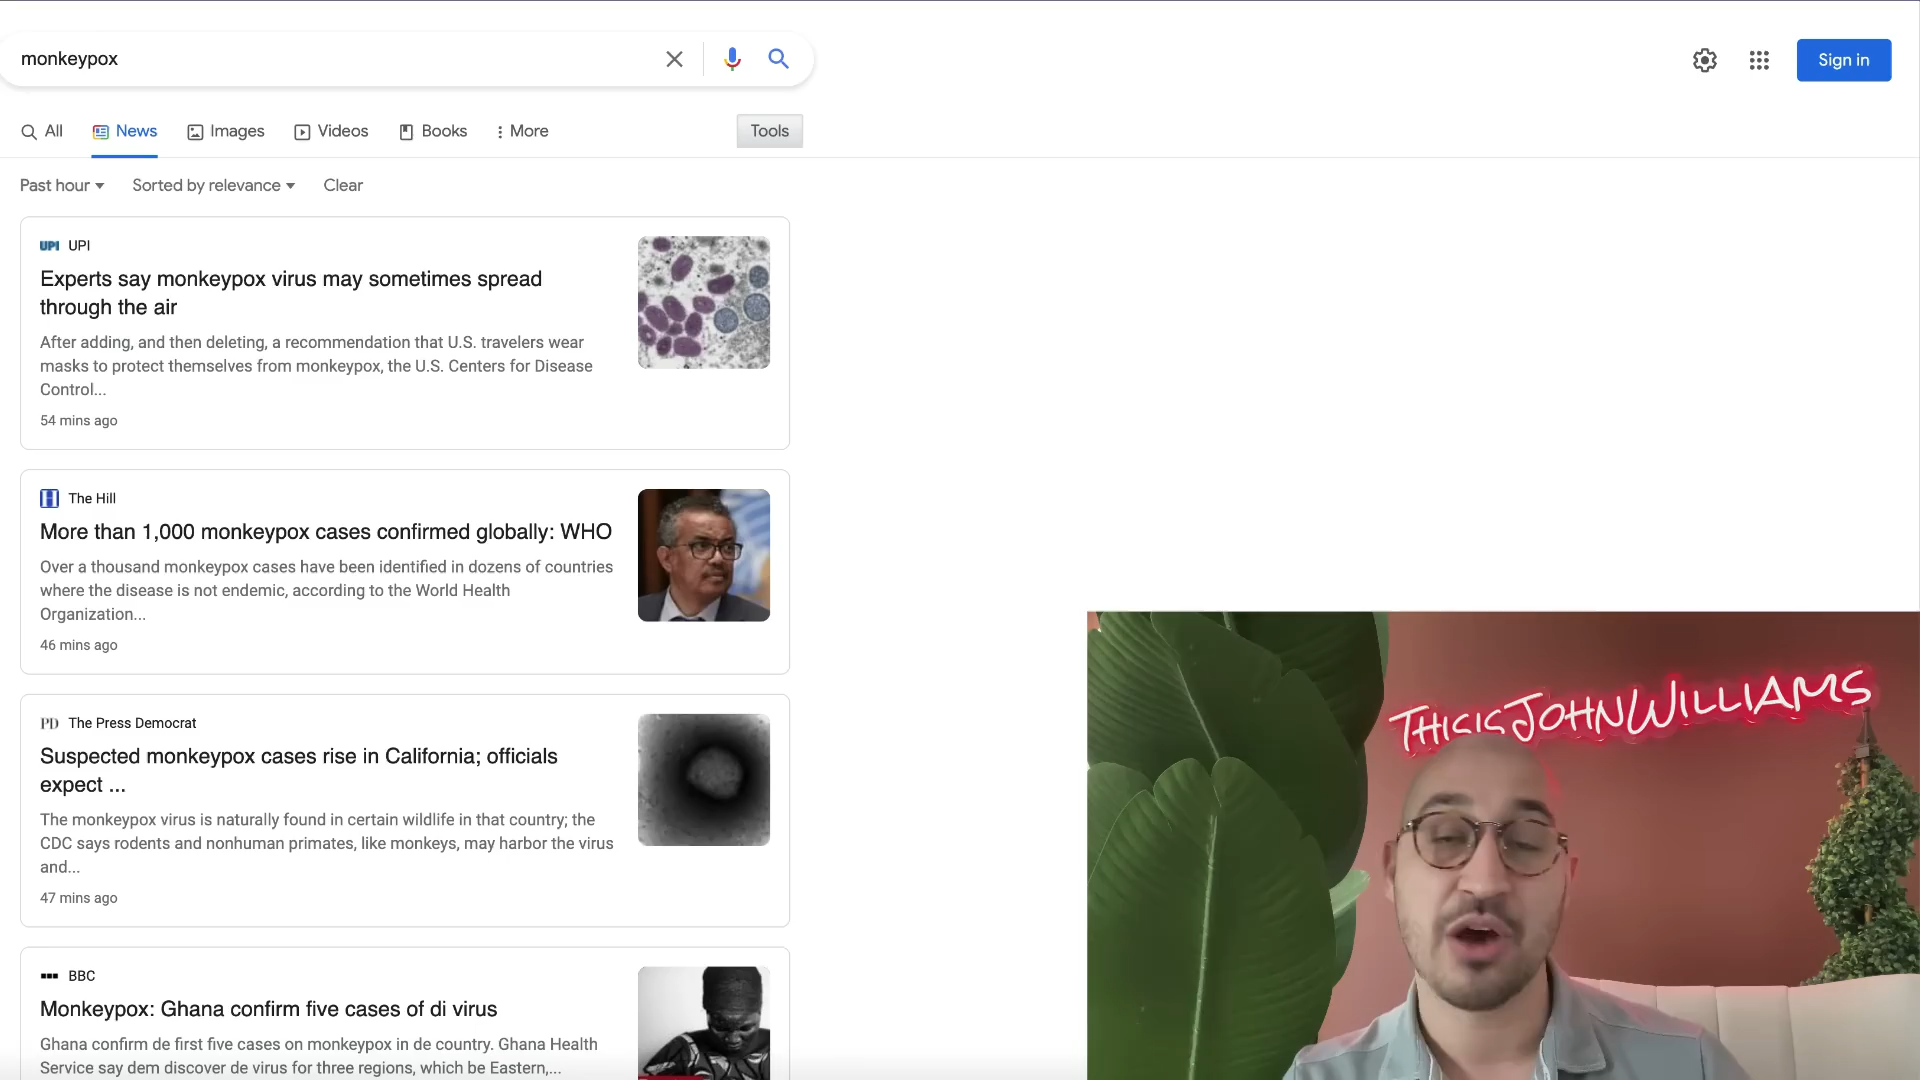 monkeypox
Sign in
All
News
Images
Videos
Books
More
Tools
Past hour
Sorted by relevance
Clear
UPI UPI
Experts say monkeypox virus may sometimes spread
through the air
After adding, and then deleting, a recommendation that U.S. travelers wear
masks to protect themselves from monkeypox, the U.S. Centers for Disease
Control...
54 mins ago
The Hill
More than 1,000 monkeypox cases confirmed globally: WHO
Over a thousand monkeypox cases have been identified in dozens of countries
where the disease is not endemic, according to the World Health
Organization...
46 mins ago
PD The Press Democrat
Suspected monkeypox cases rise in California; officials
expect ...
The monkeypox virus is naturally found in certain wildlife in that country; the
CDC says rodents and nonhuman primates, like monkeys, may harbor the virus
and...
47 mins ago
BBC
Monkeypox: Ghana confirm five cases of di virus
Ghana confirm de first five cases on monkeypox in de country. Ghana Health
Service say dem discover de virus for three regions, which be Eastern,...
THISISJOHNWILLIAMS